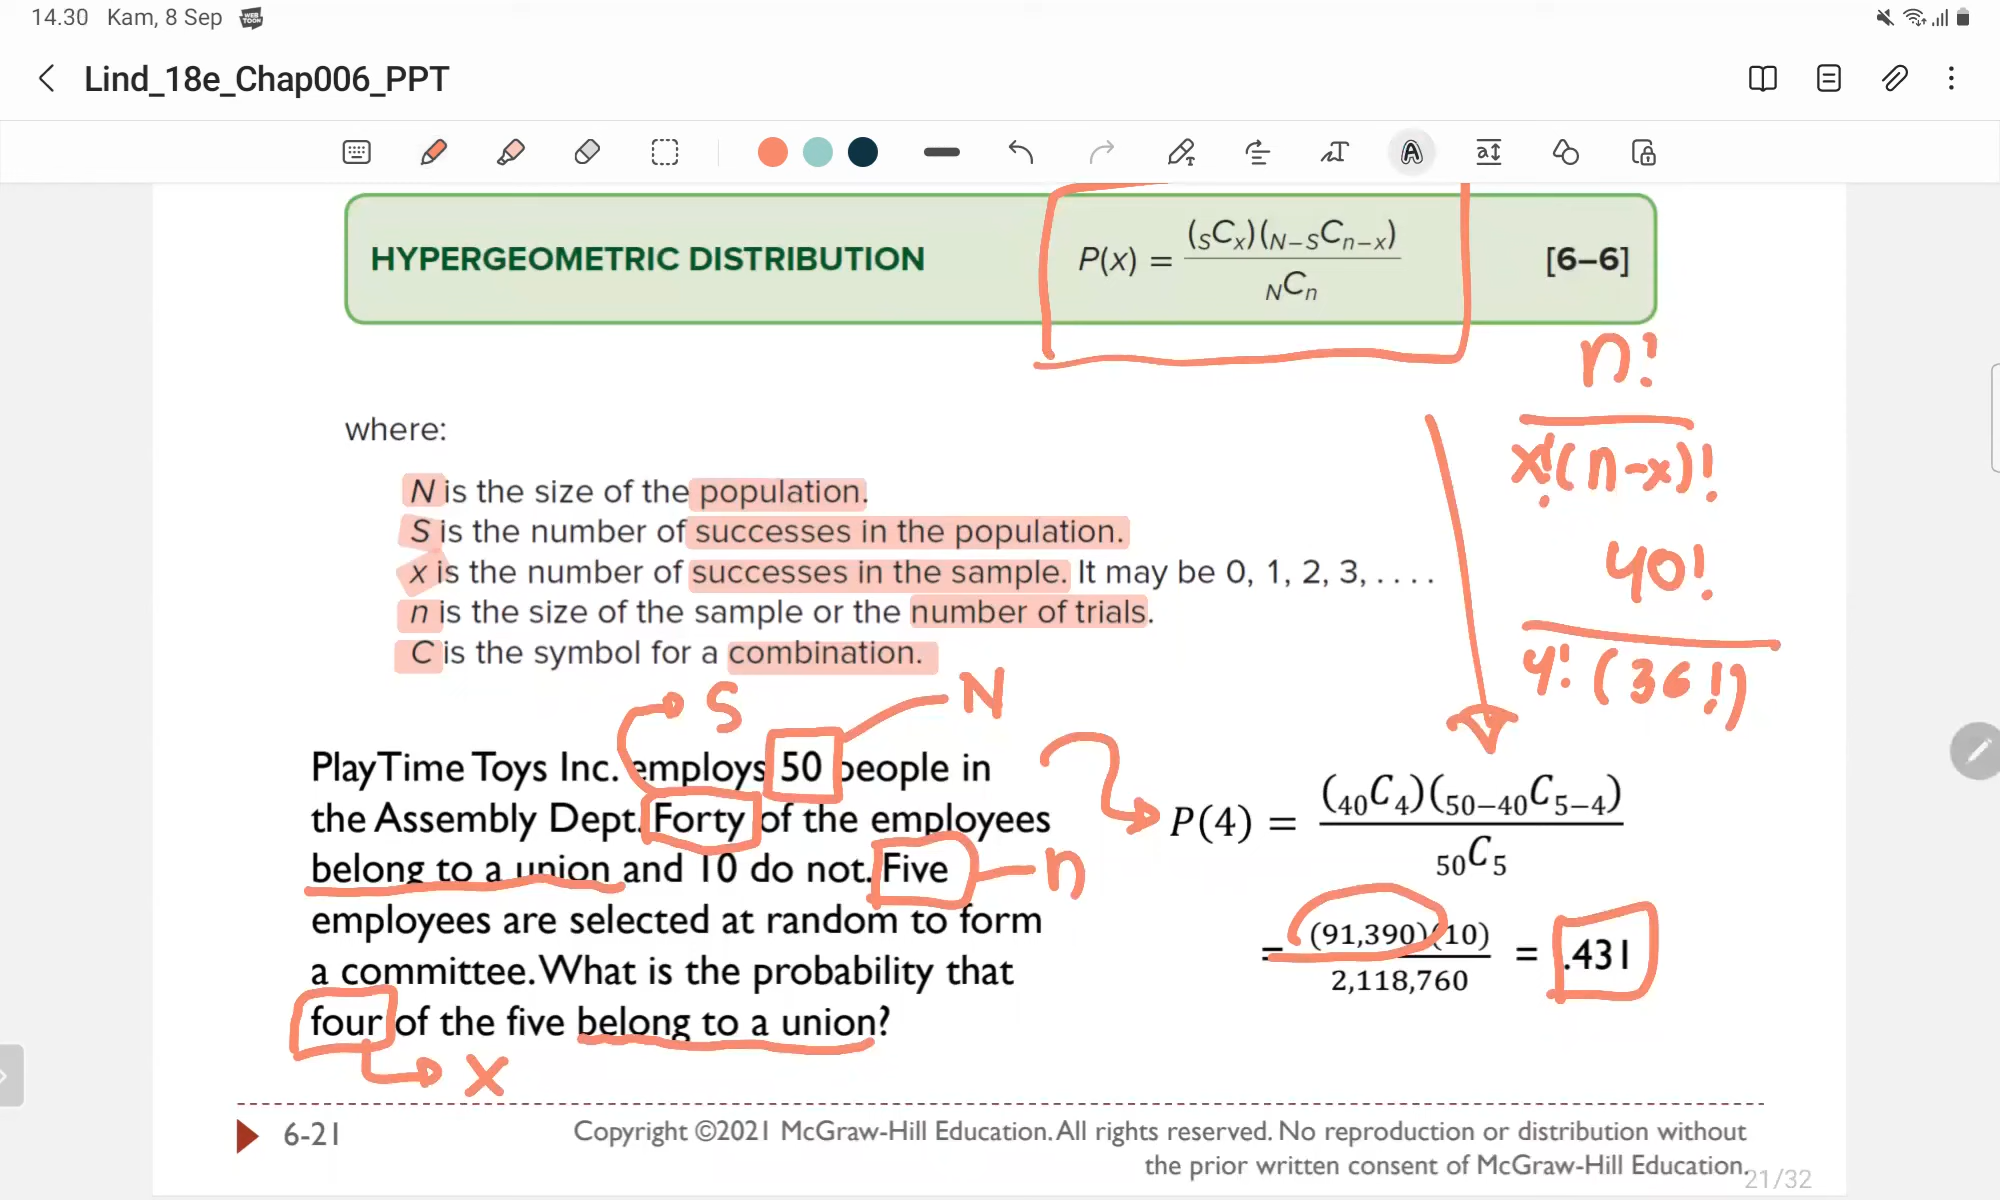 14.30 Kam, 8 Sep WEB TOON
Lind_18e_Chap006_PPT
HYPERGEOMETRIC DISTRIBUTION P(x) = (SCx)(N–SCn–x) / NCn [6–6]
n!
x!(n-x)!
where:
N is the size of the population.
S is the number of successes in the population.
x is the number of successes in the sample. It may be 0, 1, 2, 3, . . . .
n is the size of the sample or the number of trials.
C is the symbol for a combination.
40!
4! (36!)
S N
PlayTime Toys Inc. employs 50 people in
the Assembly Dept. Forty of the employees
belong to a union and 10 do not. Five
employees are selected at random to form
a committee. What is the probability that
four of the five belong to a union?
n
x
P(4) = (40C4)(50−40C5−4) / 50C5
= (91,390)(10) / 2,118,760 = .431
6-21
Copyright ©2021 McGraw-Hill Education. All rights reserved. No reproduction or distribution without
the prior written consent of McGraw-Hill Education.
21/32